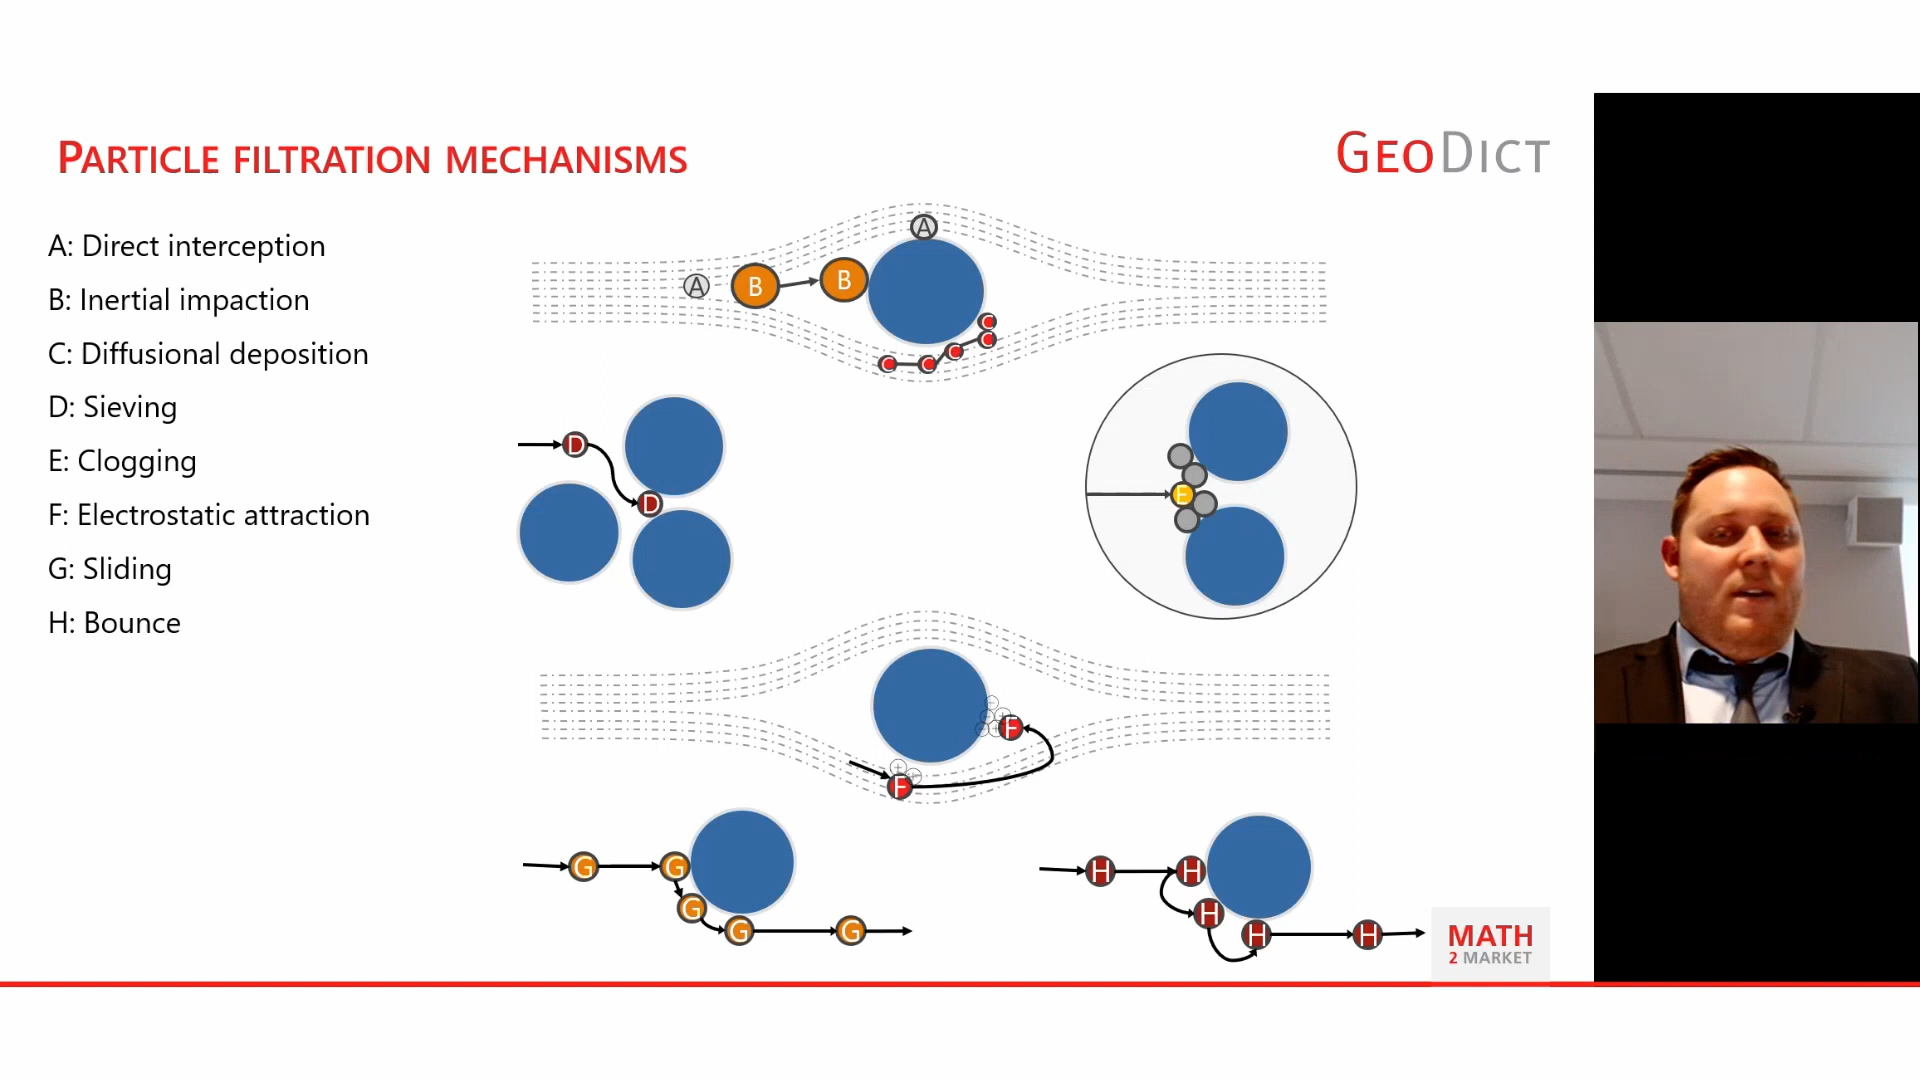 PARTICLE FILTRATION MECHANISMS
GEODICT
A: Direct interception
B: Inertial impaction
C: Diffusional deposition
D: Sieving
E: Clogging
F: Electrostatic attraction
G: Sliding
H: Bounce
A
A
B
B
C
C
C
C
C
D
D
E
F
F
G
G
G
G
G
H
H
H
H
H
MATH
2 MARKET